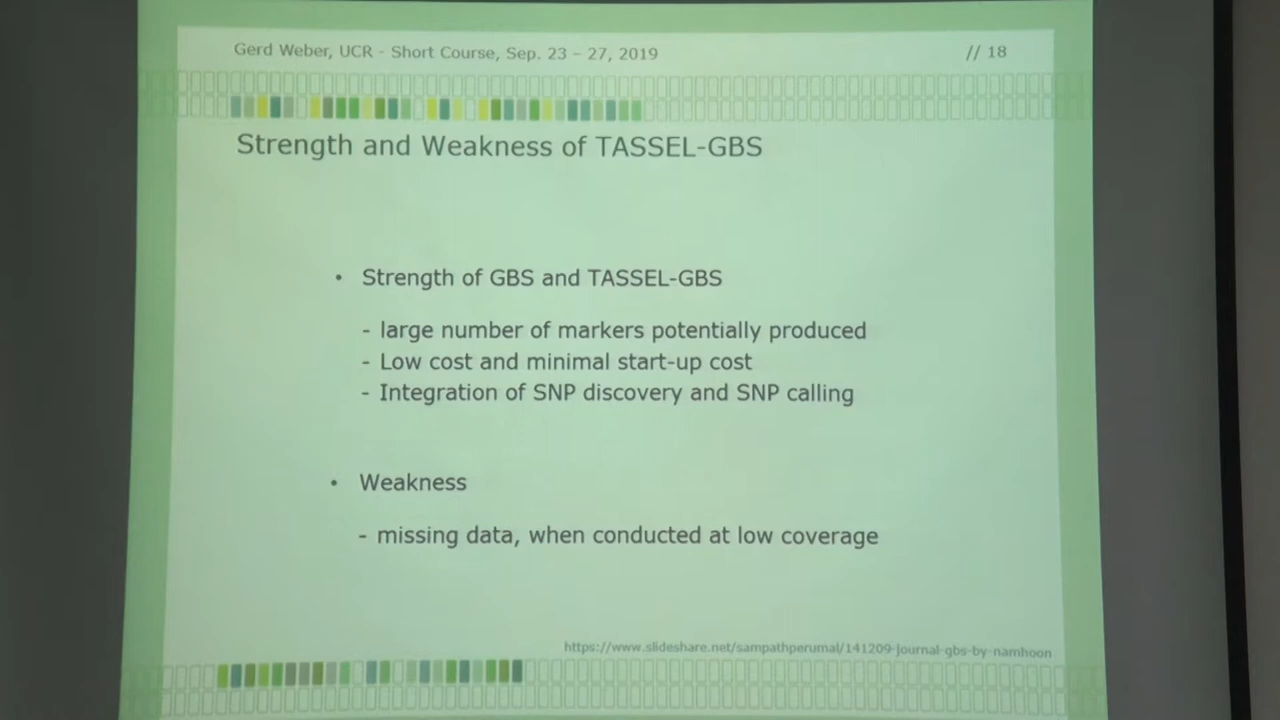 Gerd Weber, UCR - Short Course, Sep. 23 – 27, 2019
// 18
Strength and Weakness of TASSEL-GBS
• Strength of GBS and TASSEL-GBS
- large number of markers potentially produced
- Low cost and minimal start-up cost
- Integration of SNP discovery and SNP calling
• Weakness
- missing data, when conducted at low coverage
https://www.slideshare.net/sampathperumal/141209-journal-gbs-by-namhoon